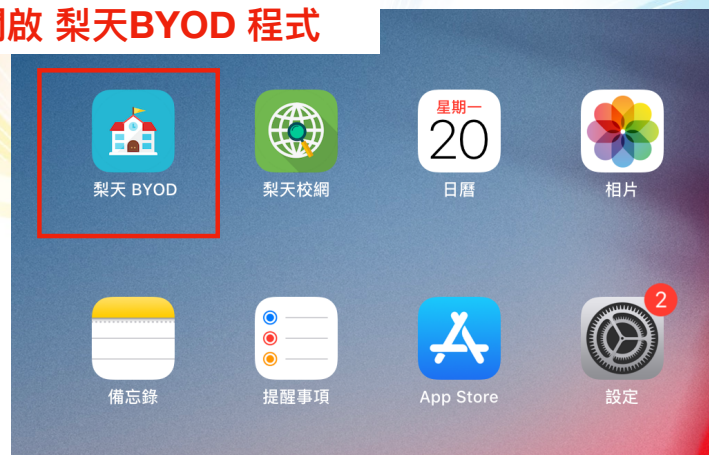 開啟 梨天BYOD 程式
星期一
20
梨天 BYOD
梨天校網
日曆
相片
2
備忘錄
提醒事項
App Store
設定